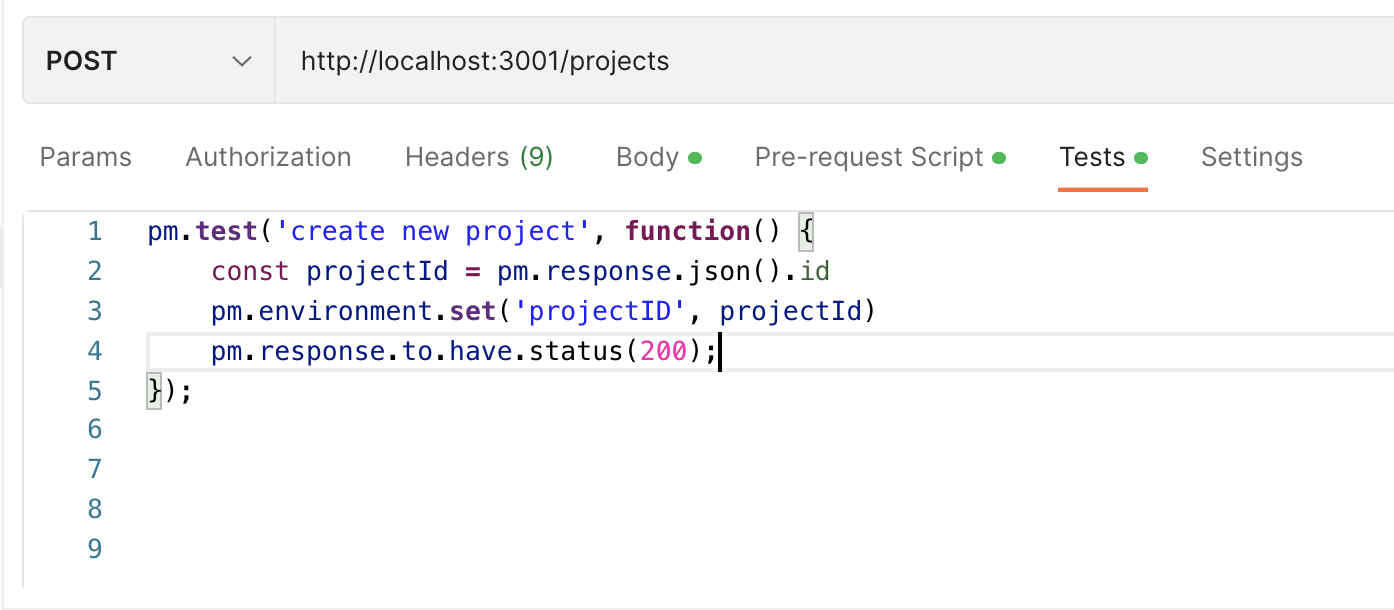 POST http://localhost:3001/projects
Params Authorization Headers (9) Body Pre-request Script Tests Settings
1 pm.test('create new project', function() {
2     const projectId = pm.response.json().id
3     pm.environment.set('projectID', projectId)
4     pm.response.to.have.status(200);
5 });
6
7
8
9